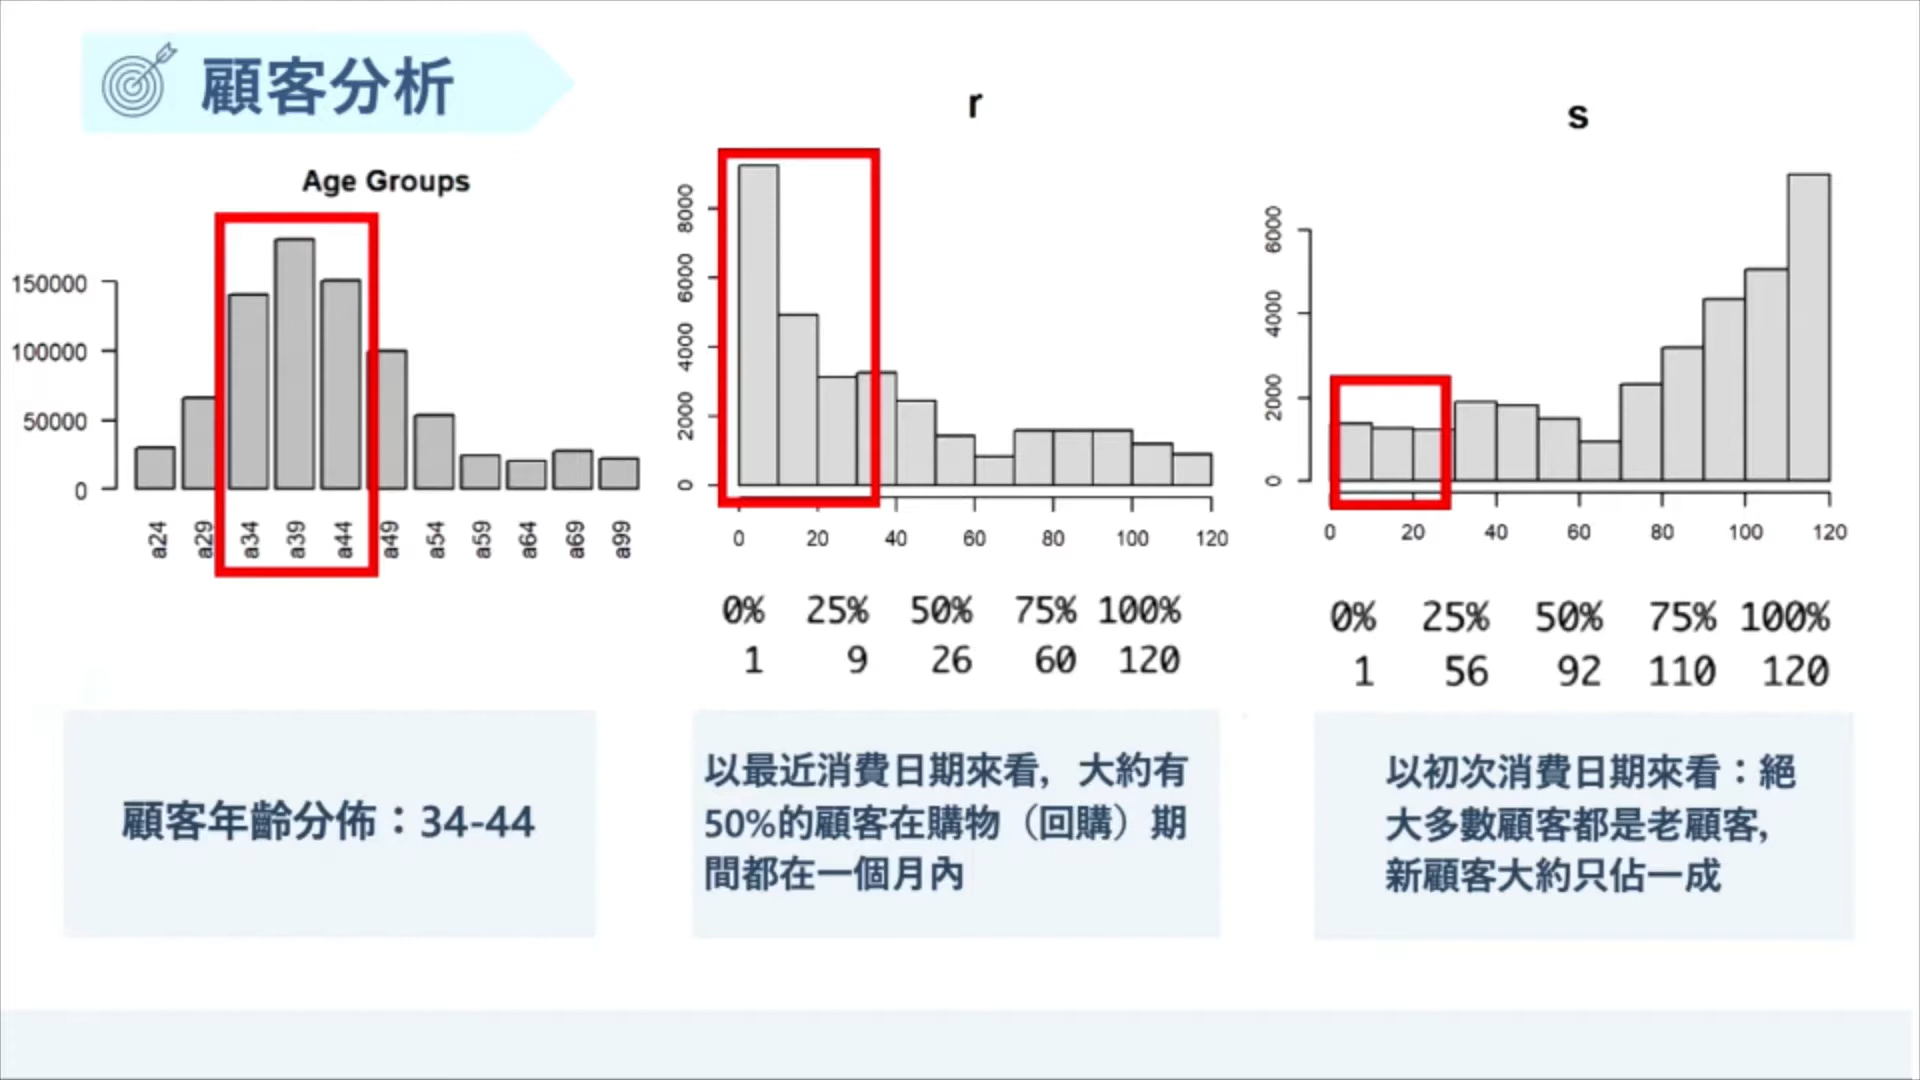 顧客分析
Age Groups
150000
100000
50000
0
a24 a29 a34 a39 a44 a49 a54 a59 a64 a69 a99
顧客年齡分佈：34-44
r
8000
6000
4000
2000
0
0 20 40 60 80 100 120
0% 25% 50% 75% 100%
1 9 26 60 120
以最近消費日期來看，大約有
50%的顧客在購物（回購）期
間都在一個月內
s
6000
4000
2000
0
0 20 40 60 80 100 120
0% 25% 50% 75% 100%
1 56 92 110 120
以初次消費日期來看：絕
大多數顧客都是老顧客，
新顧客大約只佔一成